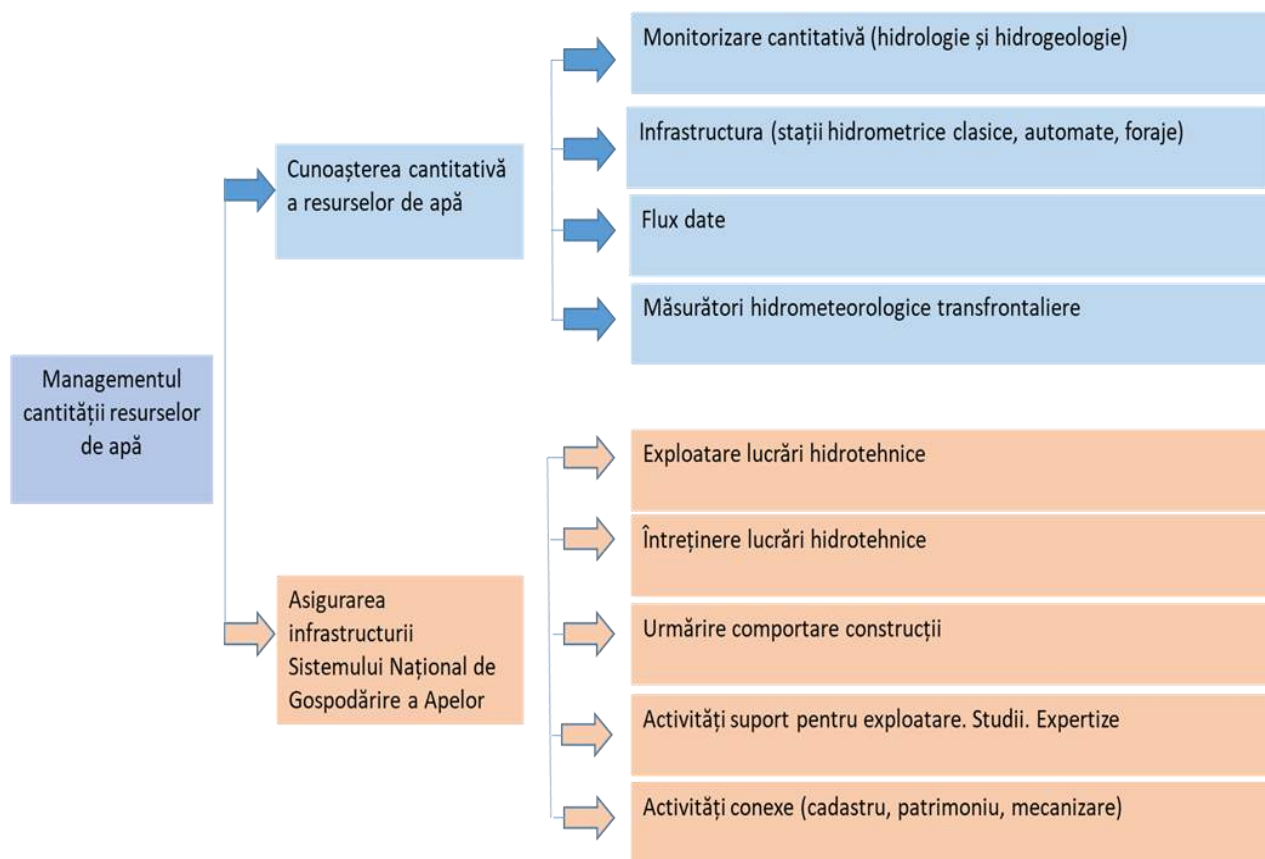 Managementul
cantității resurselor
de apă
Cunoașterea cantitativă
a resurselor de apă
Monitorizare cantitativă (hidrologie și hidrogeologie)
Infrastructura (stații hidrometrice clasice, automate, foraje)
Flux date
Măsurători hidrometeorologice transfrontaliere
Asigurarea
infrastructurii
Sistemului Național de
Gospodărire a Apelor
Exploatare lucrări hidrotehnice
Întreținere lucrări hidrotehnice
Urmărire comportare construcții
Activități suport pentru exploatare. Studii. Expertize
Activități conexe (cadastru, patrimoniu, mecanizare)